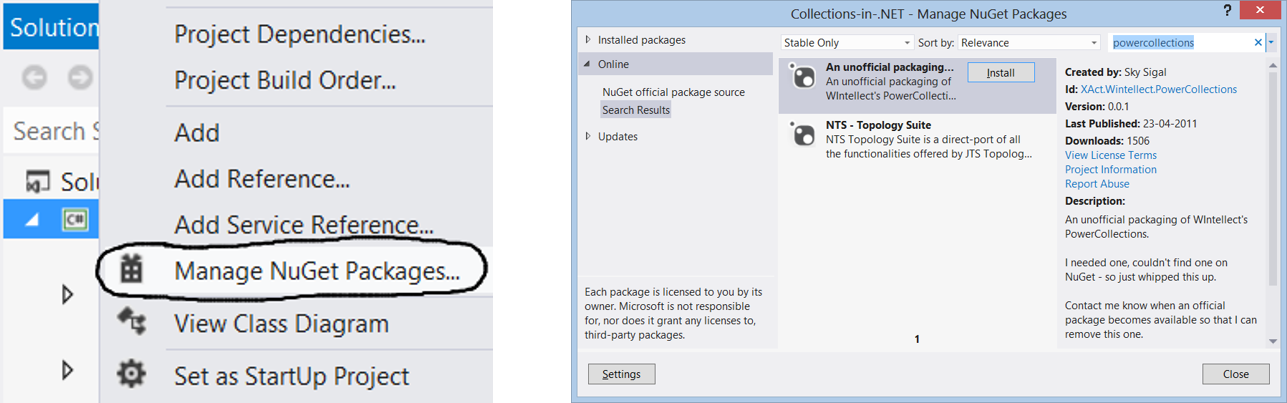 Solution
Search S
Solu
C#
Project Dependencies...
Project Build Order...
Add
Add Reference...
Add Service Reference...
Manage NuGet Packages...
View Class Diagram
Set as StartUp Project
Collections-in-.NET - Manage NuGet Packages
?
Installed packages
Online
NuGet official package source
Search Results
Updates
Each package is licensed to you by its
owner. Microsoft is not responsible
for, nor does it grant any licenses to,
third-party packages.
Settings
Stable Only
Sort by: Relevance
An unofficial packaging...
Install
An unofficial packaging of
WIntellect's PowerCollecti...
NTS - Topology Suite
NTS Topology Suite is a direct-port of all
the functionalities offered by JTS Topolog...
1
powercollections
Created by: Sky Sigal
Id: XAct.Wintellect.PowerCollections
Version: 0.0.1
Last Published: 23-04-2011
Downloads: 1506
View License Terms
Project Information
Report Abuse
Description:
An unofficial packaging of WIntellect's
PowerCollections.
I needed one, couldn't find one on
NuGet - so just whipped this up.
Contact me know when an official
package becomes available so that I can
remove this one.
Close